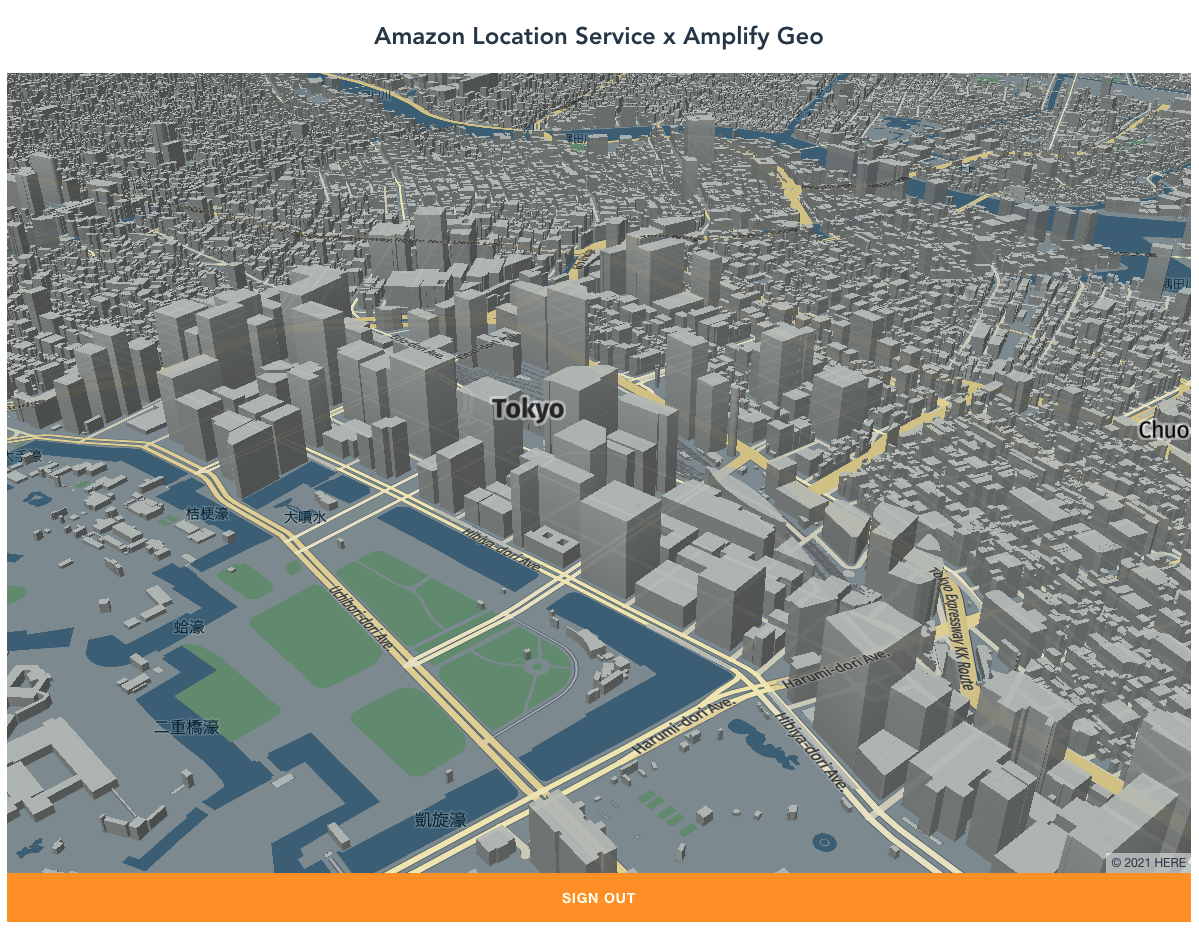 Amazon Location Service x Amplify Geo
Tokyo
Chuo
桔梗濠
大噴水
Hibiya-dori Ave.
Uchibori-dori Ave.
蛤濠
Tokyo Expressway KK Route
Harumi-dori Ave.
二重橋濠
Harumi-dori Ave.
Hibiya-dori Ave.
凱旋濠
© 2021 HERE
SIGN OUT